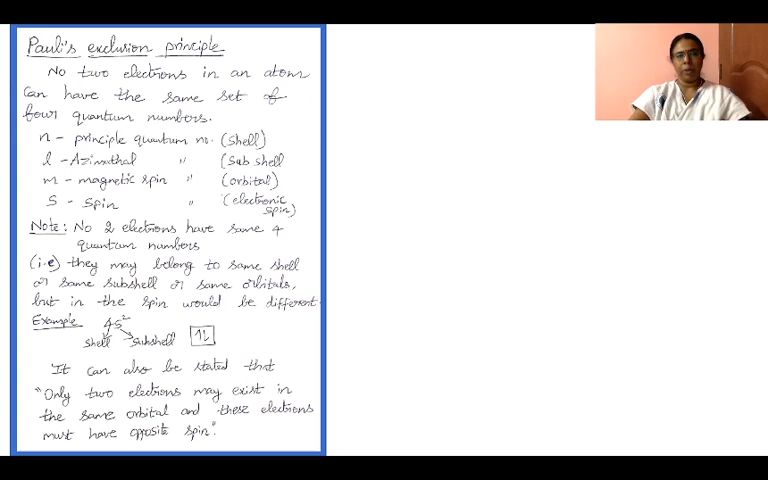 Pauli's exclusion principle
No two electrons in an atom
can have the same set of
four quantum numbers.
n - principle quantum no. (shell)
l - Azimuthal " (Sub shell
m - magnetic spin " (orbital)
S - Spin " (electronic
spin)
Note: No 2 electrons have same 4
quantum numbers
(i.e) they may belong to same shell
or same subshell or same orbitals,
but in the spin would be different.
Example 4s²
shell subshell 1L
It can also be stated that
"Only two electrons may exist in
the same orbital and these electrons
must have opposite spin".